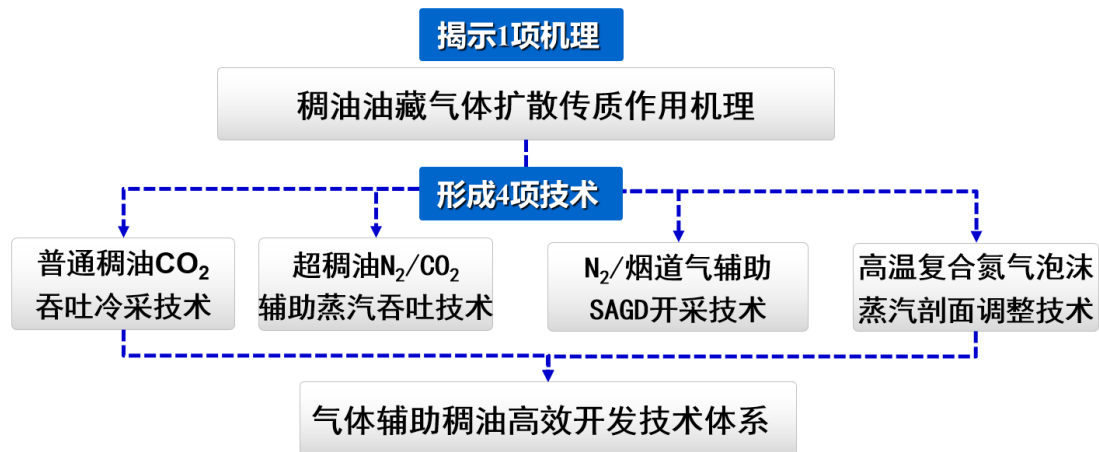 揭示1项机理
稠油油藏气体扩散传质作用机理
形成4项技术
普通稠油CO₂
吞吐冷采技术
超稠油N₂/CO₂
辅助蒸汽吞吐技术
N₂/烟道气辅助
SAGD开采技术
高温复合氮气泡沫
蒸汽剖面调整技术
气体辅助稠油高效开发技术体系